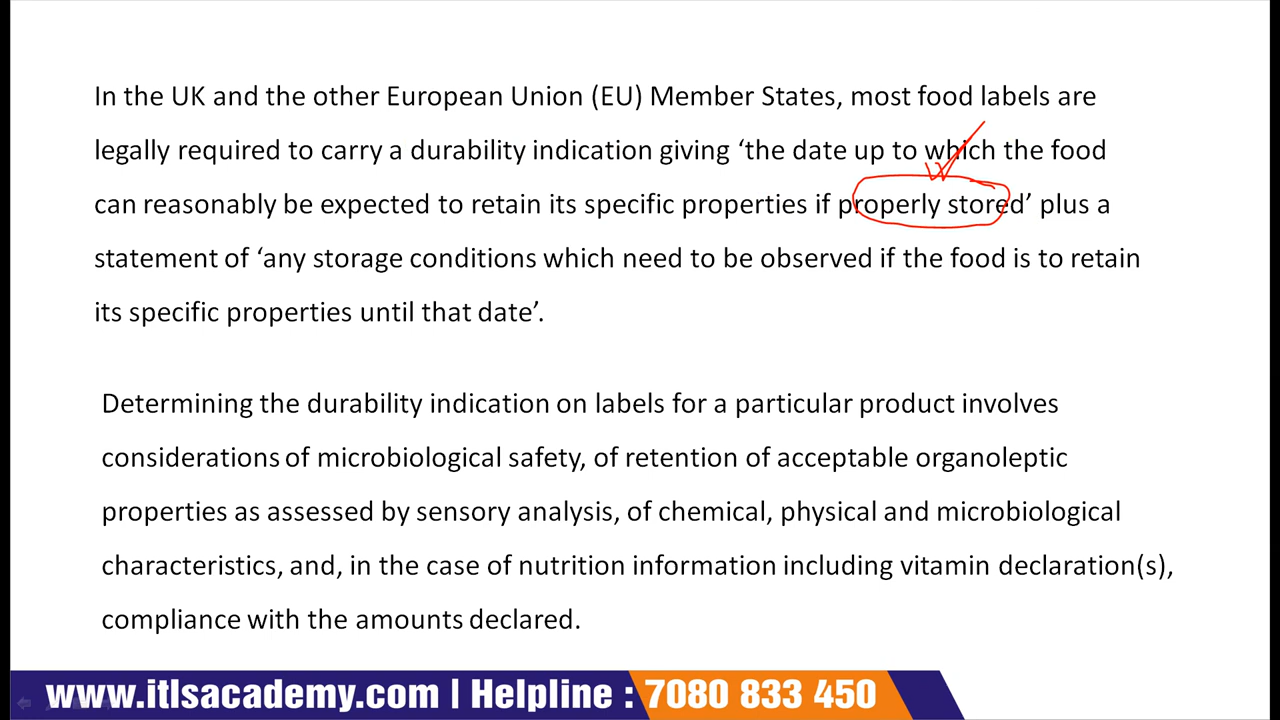 In the UK and the other European Union (EU) Member States, most food labels are
legally required to carry a durability indication giving ‘the date up to which the food
can reasonably be expected to retain its specific properties if properly stored’ plus a
statement of ‘any storage conditions which need to be observed if the food is to retain
its specific properties until that date’.
Determining the durability indication on labels for a particular product involves
considerations of microbiological safety, of retention of acceptable organoleptic
properties as assessed by sensory analysis, of chemical, physical and microbiological
characteristics, and, in the case of nutrition information including vitamin declaration(s),
compliance with the amounts declared.
www.itlsacademy.com | Helpline : 7080 833 450